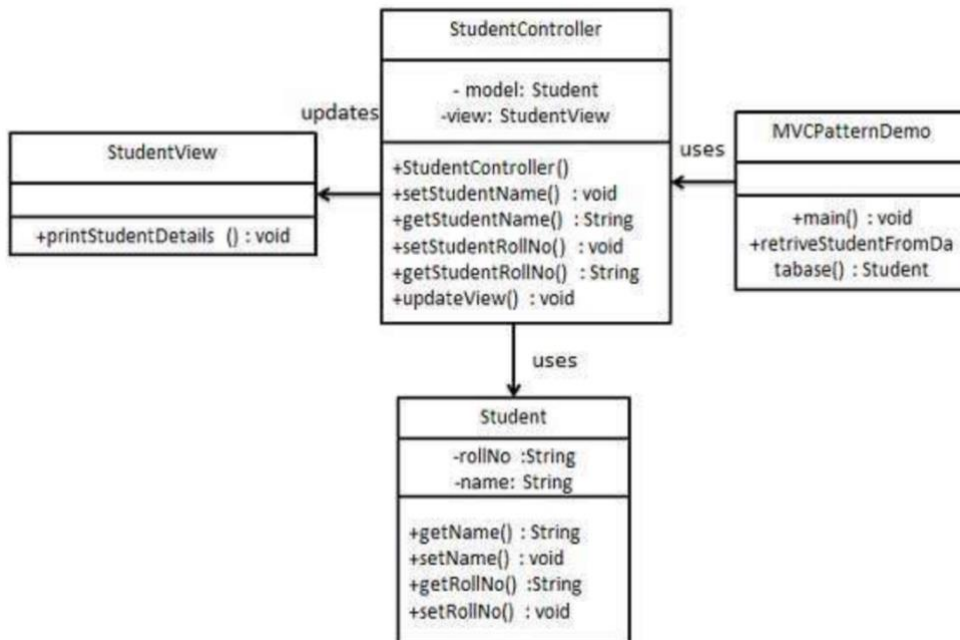 StudentController
- model: Student
-view: StudentView
+StudentController()
+setStudentName() : void
+getStudentName() : String
+setStudentRollNo() : void
+getStudentRollNo() : String
+updateView() : void
updates
StudentView
+printStudentDetails () : void
uses
MVCPatternDemo
+main() : void
+retriveStudentFromDa
tabase() : Student
uses
Student
-rollNo :String
-name: String
+getName() : String
+setName() : void
+getRollNo() :String
+setRollNo() : void